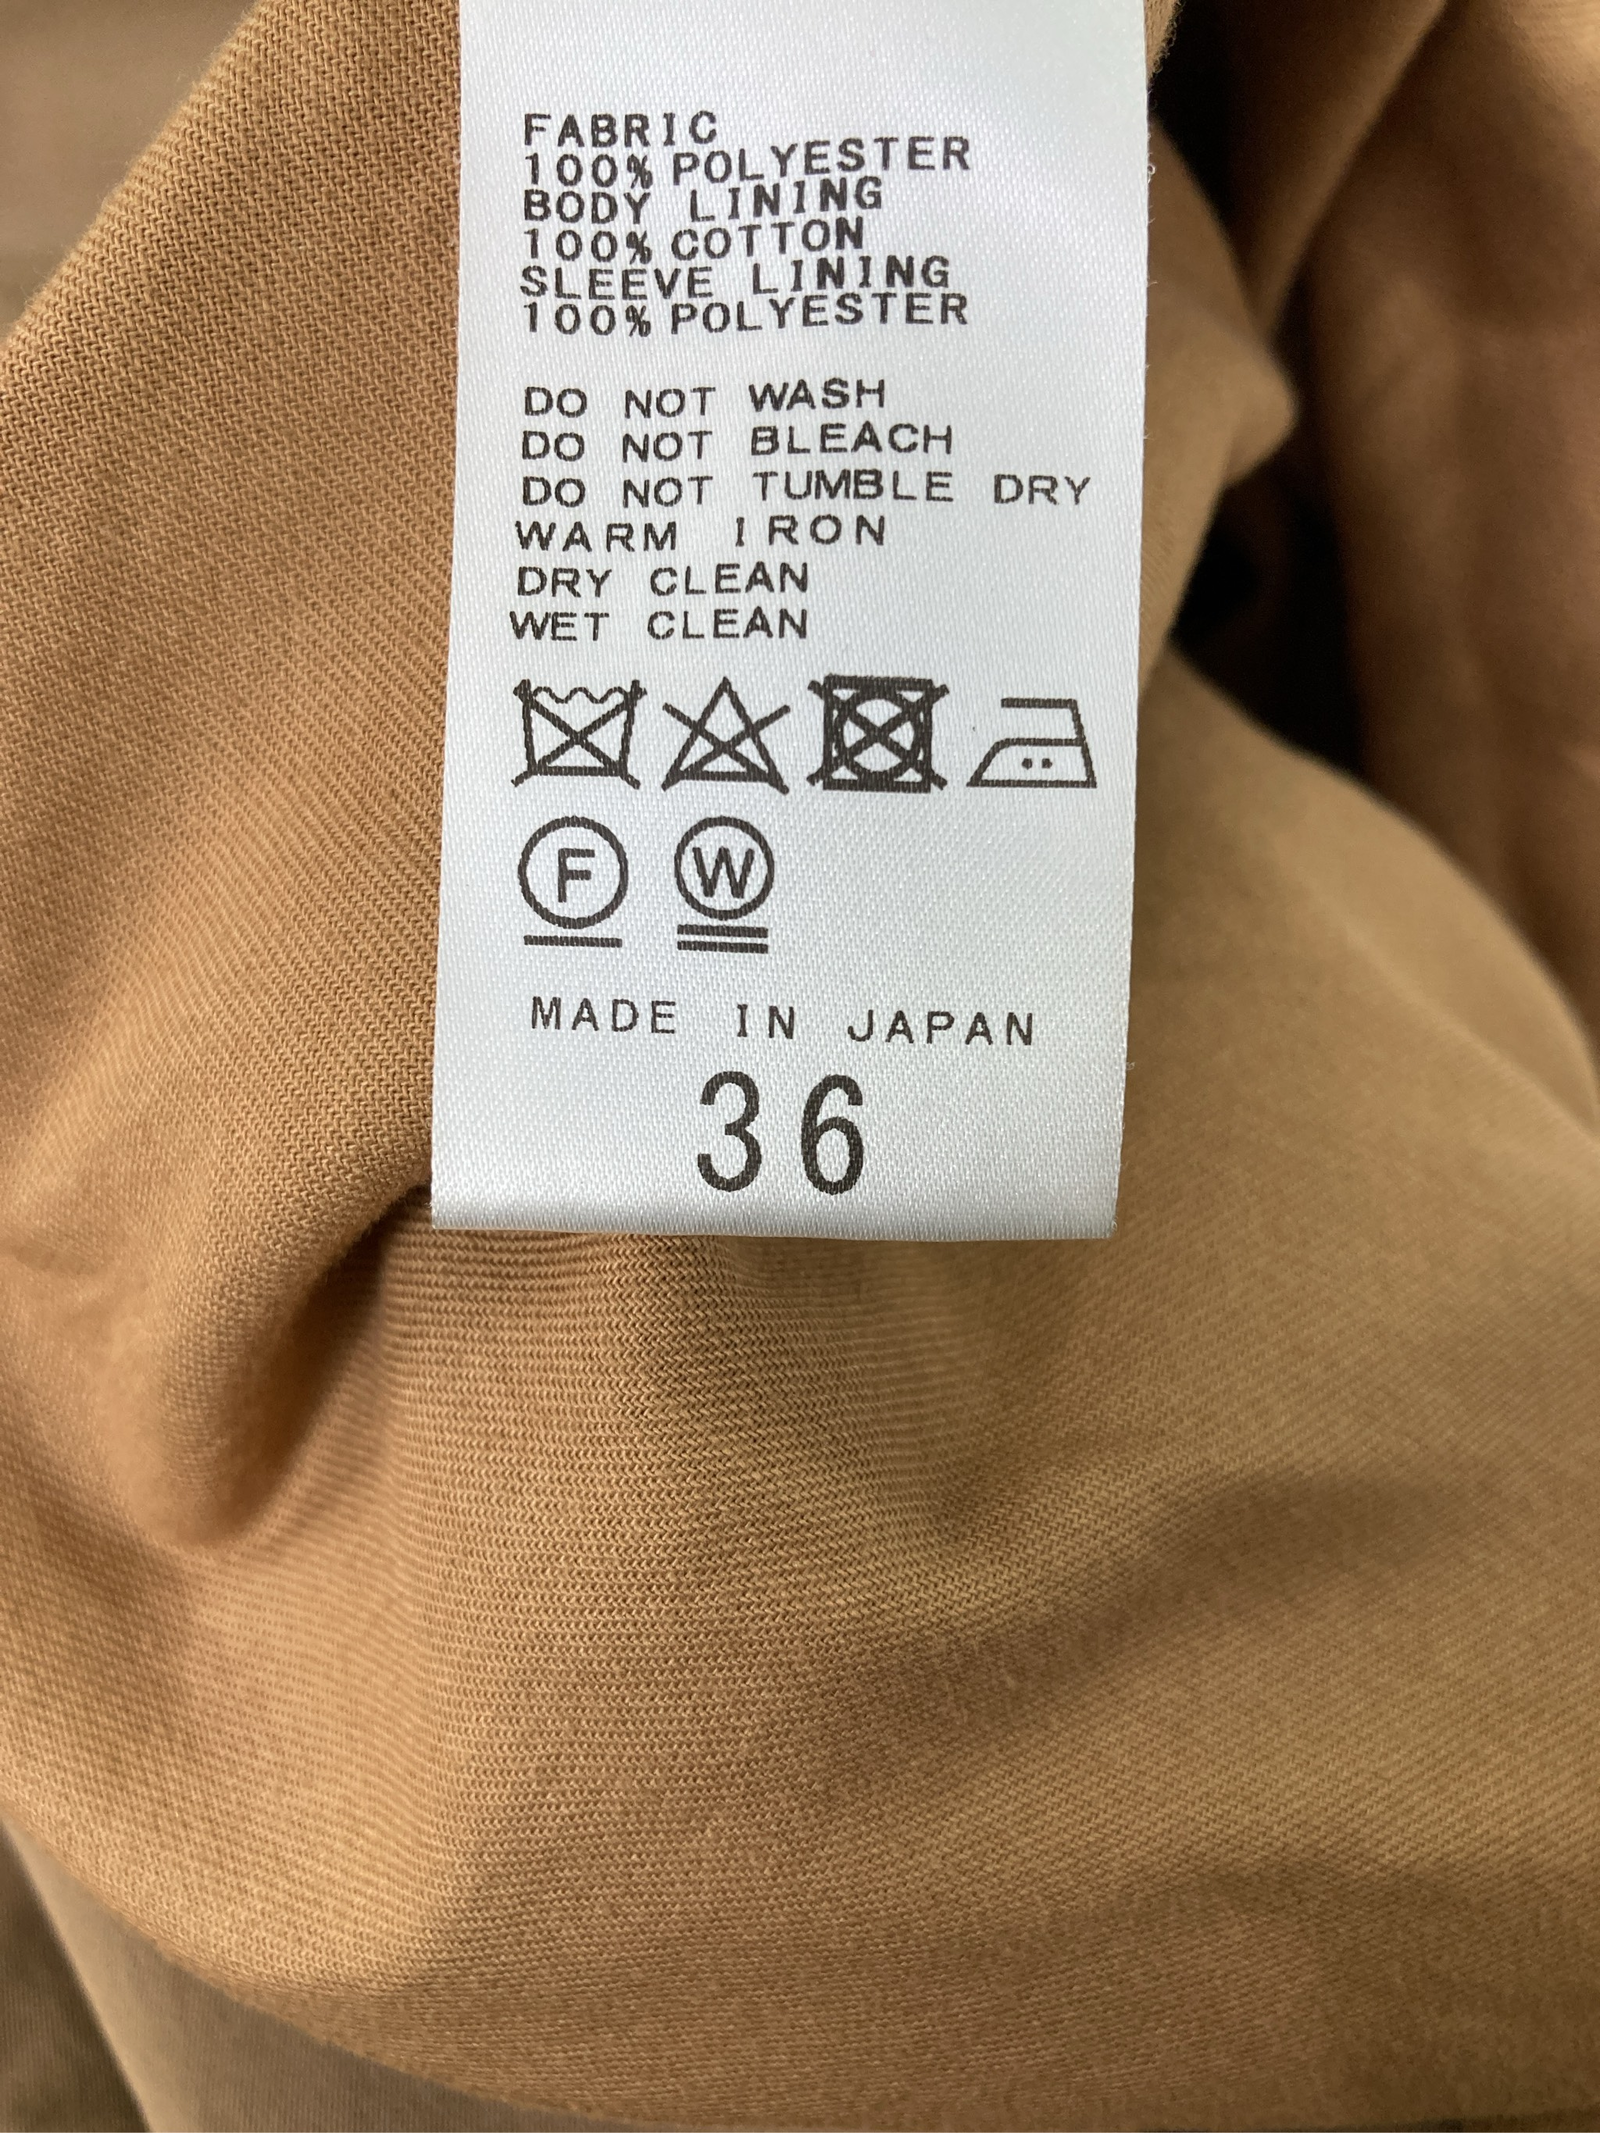 FABRIC
100% POLYESTER
BODY LINING
100% COTTON
SLEEVE LINING
100% POLYESTER
DO NOT WASH
DO NOT BLEACH
DO NOT TUMBLE DRY
WARM IRON
DRY CLEAN
WET CLEAN
F W
MADE IN JAPAN
36